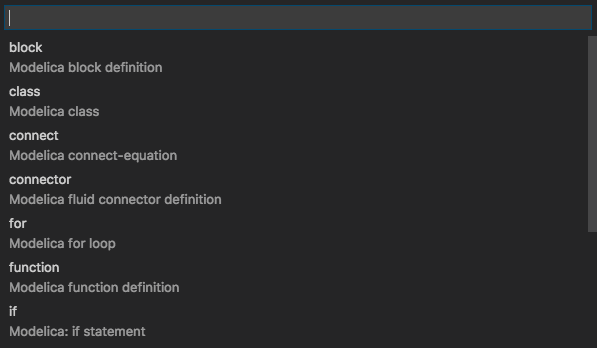 block
Modelica block definition
class
Modelica class
connect
Modelica connect-equation
connector
Modelica fluid connector definition
for
Modelica for loop
function
Modelica function definition
if
Modelica: if statement